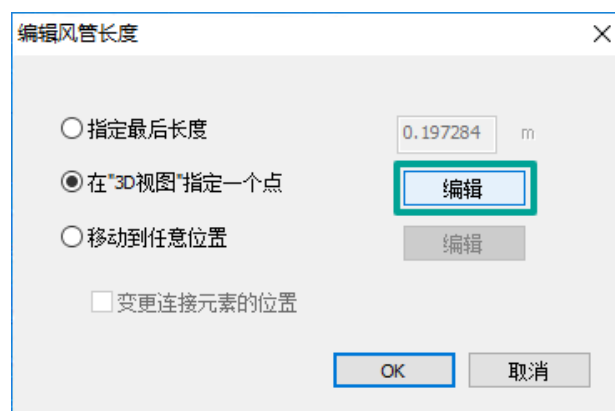 编辑风管长度
指定最后长度 0.197284 m
在"3D视图"指定一个点 编辑
移动到任意位置 编辑
变更连接元素的位置
OK 取消